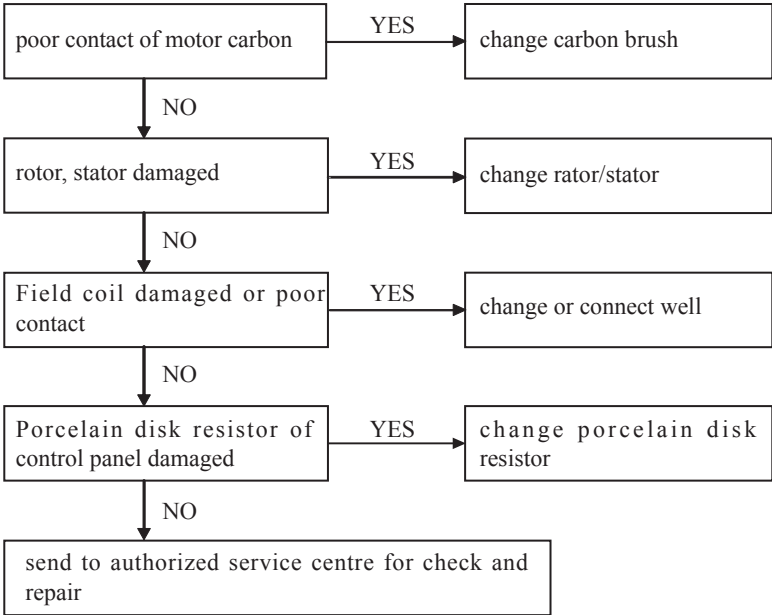 poor contact of motor carbon
YES
change carbon brush
NO
rotor, stator damaged
YES
change rator/stator
NO
Field coil damaged or poor
contact
YES
change or connect well
NO
Porcelain disk resistor of
control panel damaged
YES
change porcelain disk
resistor
NO
send to authorized service centre for check and
repair